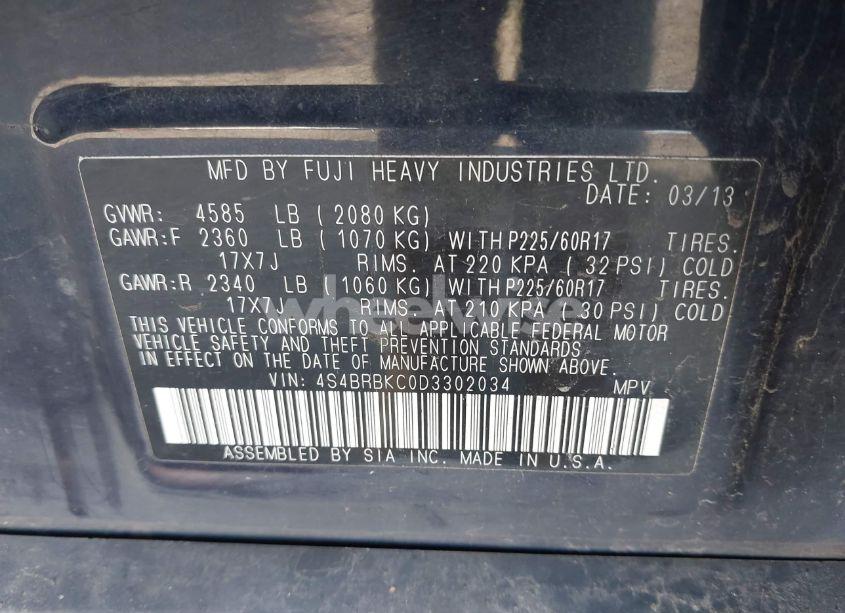 MFD BY FUJI HEAVY INDUSTRIES LTD.
DATE: 03/13
GVWR: 4585 LB ( 2080 KG)
GAWR:F 2360 LB ( 1070 KG) WITH P225/60R17 TIRES.
17X7J RIMS. AT 220 KPA ( 32 PSI) COLD
GAWR:R 2340 LB ( 1060 KG) WITH P225/60R17 TIRES.
17X7J RIMS. AT 210 KPA ( 30 PSI) COLD
wheelwise
THIS VEHICLE CONFORMS TO ALL APPLICABLE FEDERAL MOTOR
VEHICLE SAFETY AND THEFT PREVENTION STANDARDS
IN EFFECT ON THE DATE OF MANUFACTURE SHOWN ABOVE.
VIN: 4S4BRBKC0D3302034 MPV
ASSEMBLED BY SIA INC. MADE IN U.S.A.